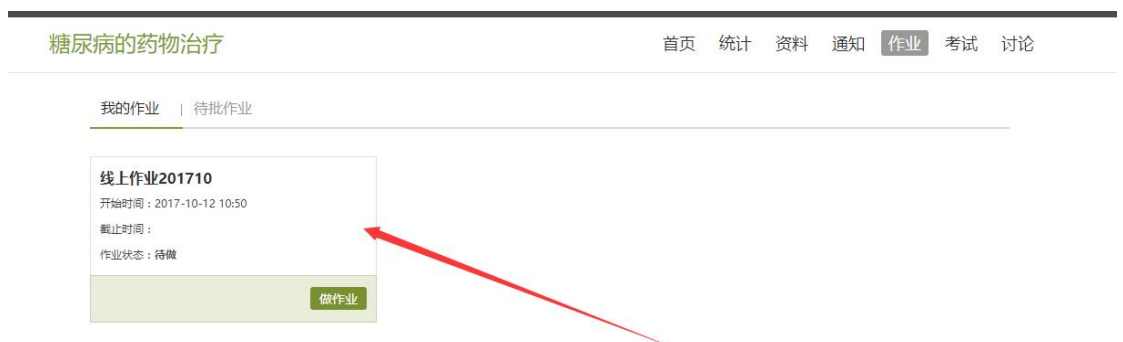 糖尿病的药物治疗
首页 统计 资料 通知 作业 考试 讨论
我的作业 | 待批作业
线上作业201710
开始时间：2017-10-12 10:50
截止时间：
作业状态：待做
做作业